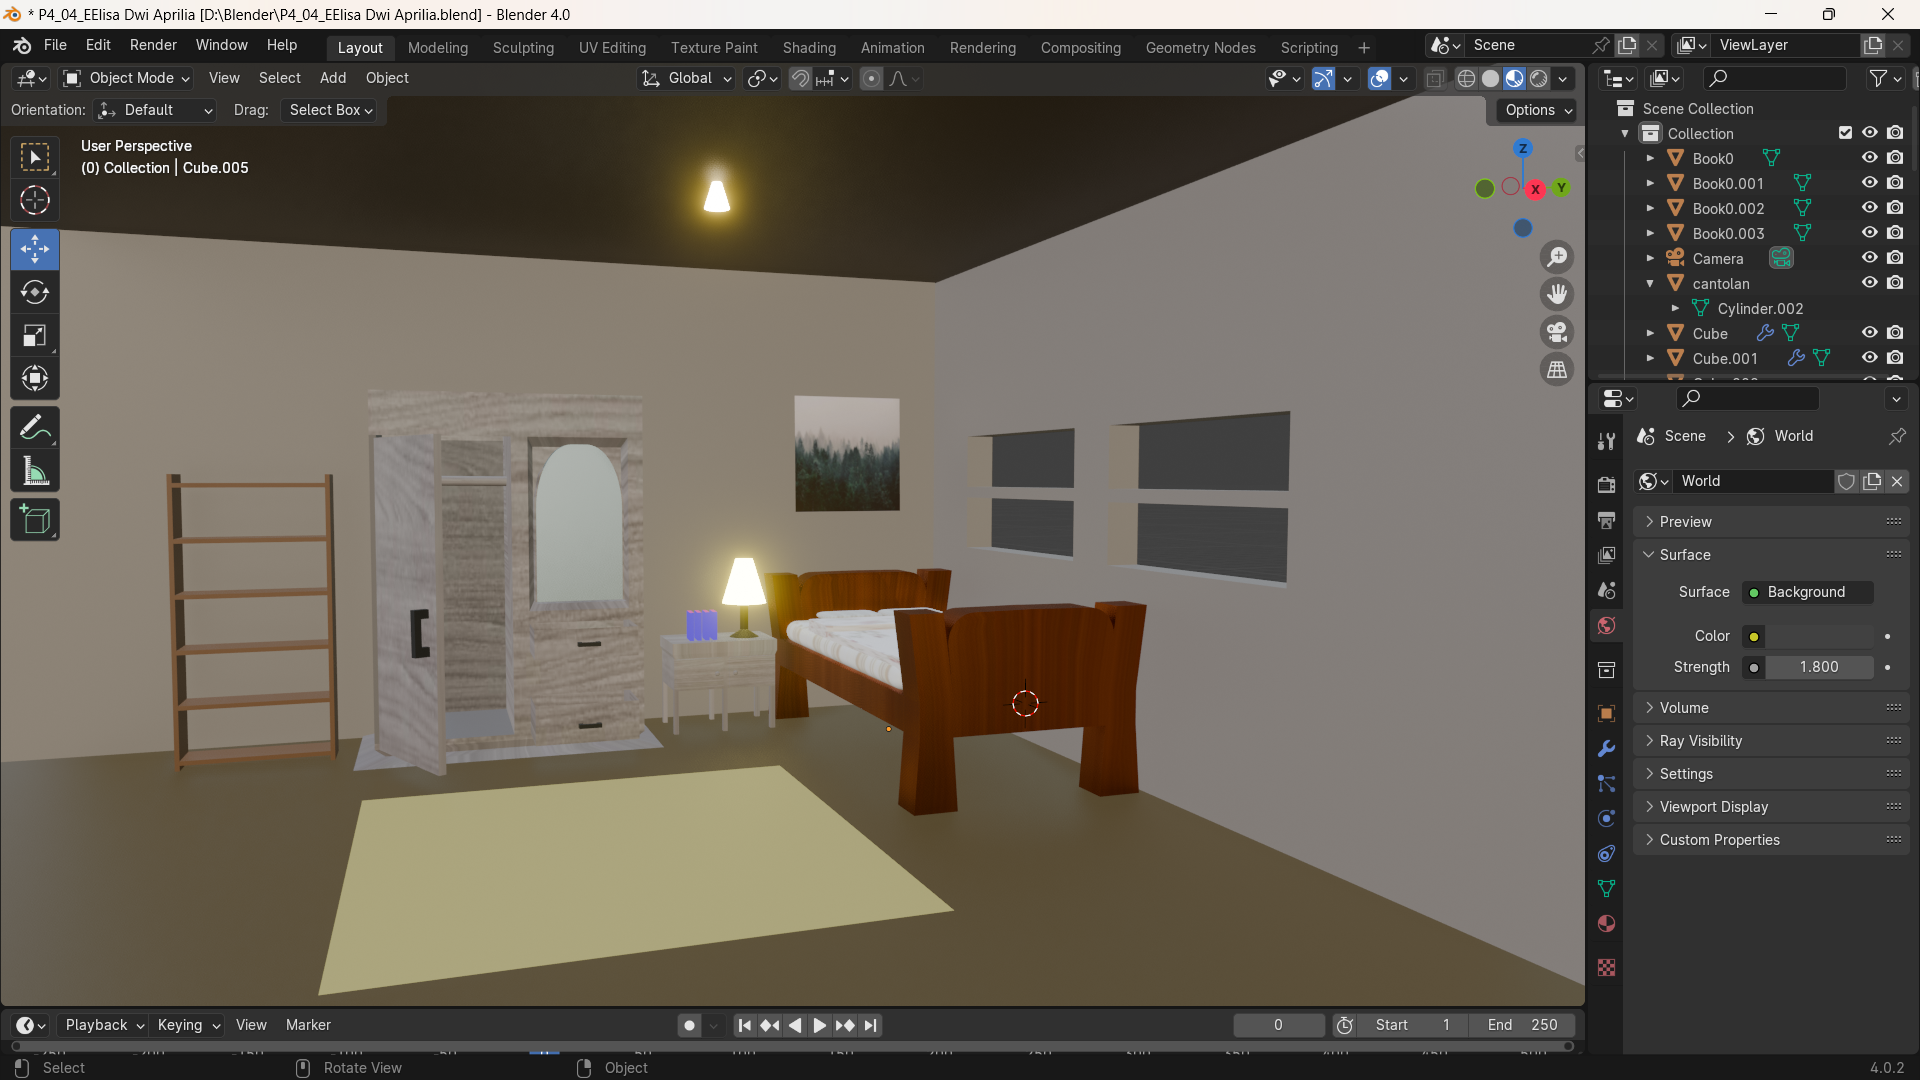 * P4_04_EElisa Dwi Aprilia [D:\Blender\P4_04_EElisa Dwi Aprilia.blend] - Blender 4.0
File Edit Render Window Help Layout Modeling Sculpting UV Editing Texture Paint Shading Animation Rendering Compositing Geometry Nodes Scripting + Scene ViewLayer
Object Mode View Select Add Object Global
Orientation: Default Drag: Select Box Options
User Perspective
(0) Collection | Cube.005
Z
X Y
Scene Collection
Collection
Book0
Book0.001
Book0.002
Book0.003
Camera
cantolan
Cylinder.002
Cube
Cube.001
Scene > World
World
Preview
Surface
Surface Background
Color
Strength 1.800
Volume
Ray Visibility
Settings
Viewport Display
Custom Properties
Playback Keying View Marker 0 Start 1 End 250
Select Rotate View Object 4.0.2